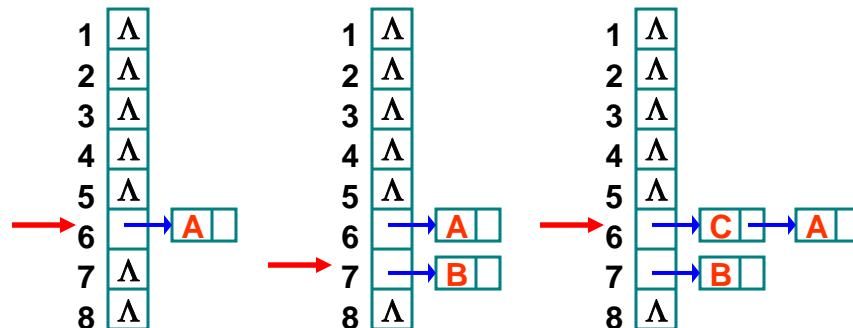 1 Λ 1 Λ 1 Λ
2 Λ 2 Λ 2 Λ
3 Λ 3 Λ 3 Λ
4 Λ 4 Λ 4 Λ
5 Λ 5 Λ 5 Λ
6 A 6 A 6 C A
7 Λ 7 B 7 B
8 Λ 8 Λ 8 Λ